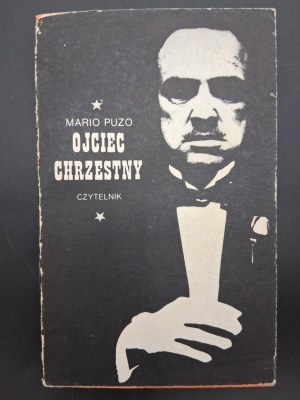 MARIO PUZO
OJCIEC
CHRZESTNY
CZYTELNIK